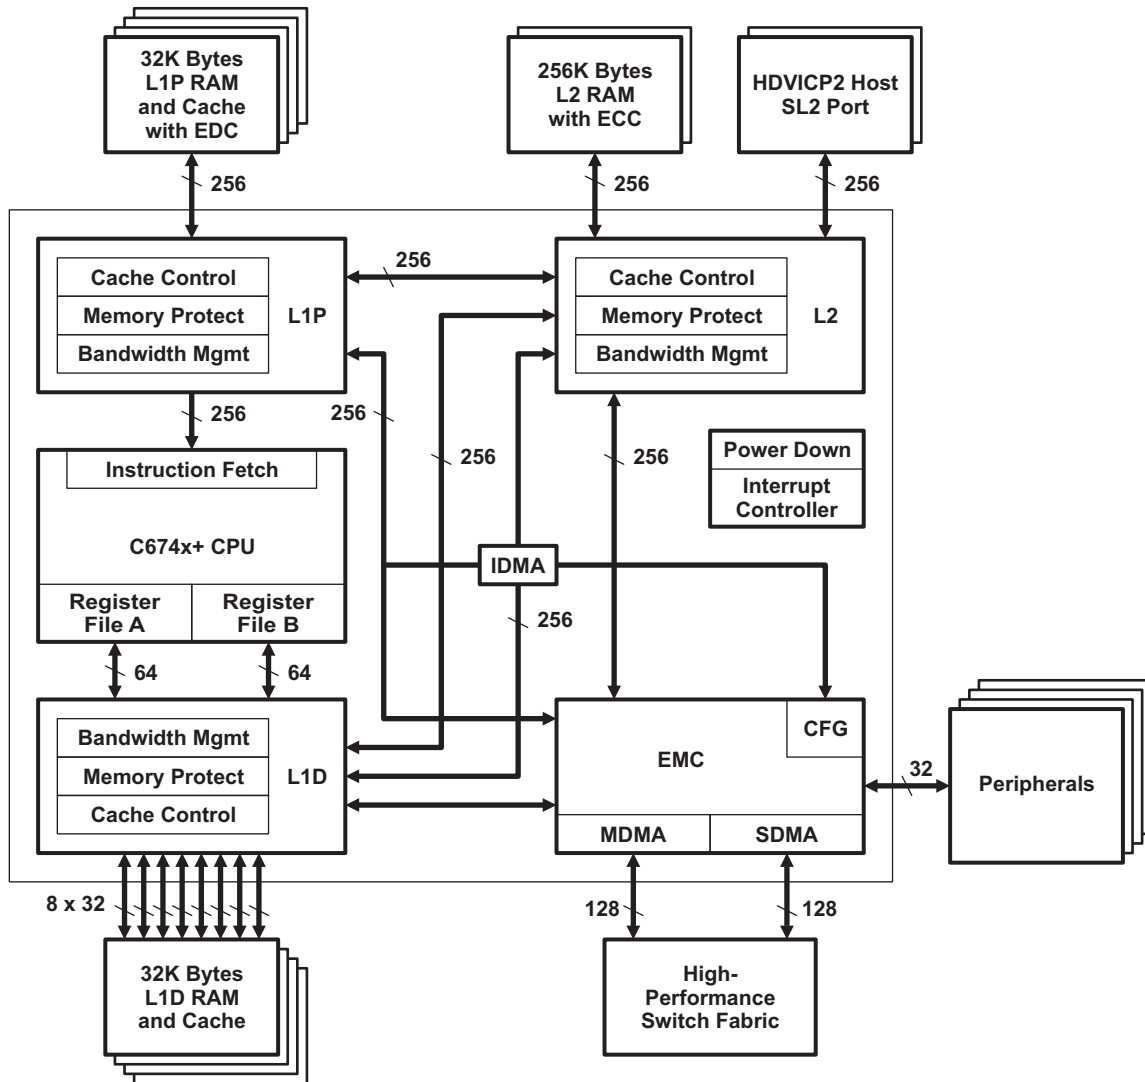 32K Bytes
L1P RAM
and Cache
with EDC
256K Bytes
L2 RAM
with ECC
HDVICP2 Host
SL2 Port
256
256
256
Cache Control
Memory Protect
Bandwidth Mgmt
L1P
256
Cache Control
Memory Protect
Bandwidth Mgmt
L2
256
256
256
256
Power Down
Interrupt
Controller
Instruction Fetch
C674x+ CPU
Register
File A
Register
File B
IDMA
256
64
64
Bandwidth Mgmt
Memory Protect
Cache Control
L1D
CFG
EMC
MDMA
SDMA
32
Peripherals
8 x 32
128
128
32K Bytes
L1D RAM
and Cache
High-
Performance
Switch Fabric